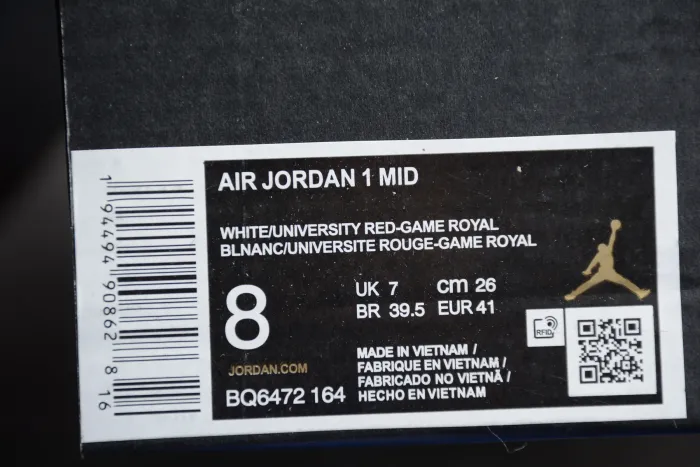 AIR JORDAN 1 MID
WHITE/UNIVERSITY RED-GAME ROYAL
BLNANC/UNIVERSITE ROUGE-GAME ROYAL
8
UK 7 cm 26
BR 39.5 EUR 41
RFID
JORDAN.COM
BQ6472 164
MADE IN VIETNAM /
FABRIQUE EN VIETNAM /
FABRICADO NO VIETNÃ /
HECHO EN VIETNAM
1 94494 90862 8 16